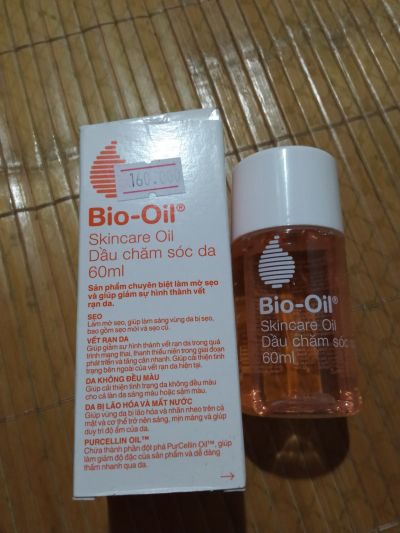 160.000
Bio-Oil®
Skincare Oil
Dầu chăm sóc da
60ml
Sản phẩm chuyên biệt làm mờ sẹo
và giúp giảm sự hình thành vết
rạn da.
SẸO
Làm mờ sẹo, giúp làm sáng vùng da bị sẹo,
bao gồm sẹo mới và sẹo cũ.
VẾT RẠN DA
Giúp giảm sự hình thành vết rạn da trong quá
trình mang thai, thanh thiếu niên trong giai đoạn
phát triển và tăng cân nhanh. Giúp cải thiện tình
trạng bên ngoài của vết rạn da hiện tại.
DA KHÔNG ĐỀU MÀU
Giúp cải thiện tình trạng da không đều màu
cho cả làn da sáng màu hoặc sậm màu.
DA BỊ LÃO HÓA VÀ MẤT NƯỚC
Giúp vùng da bị lão hóa và nhăn nheo trên cả
mặt và cơ thể trở nên sáng, mịn màng và giúp
duy trì độ ẩm của da.
PURCELLIN OIL™
Chứa thành phần đột phá PurCellin Oil™, giúp
làm giảm độ đặc của sản phẩm và dễ dàng
thấm nhanh qua da.
Bio-Oil®
Skincare Oil
Dầu chăm sóc da
60ml